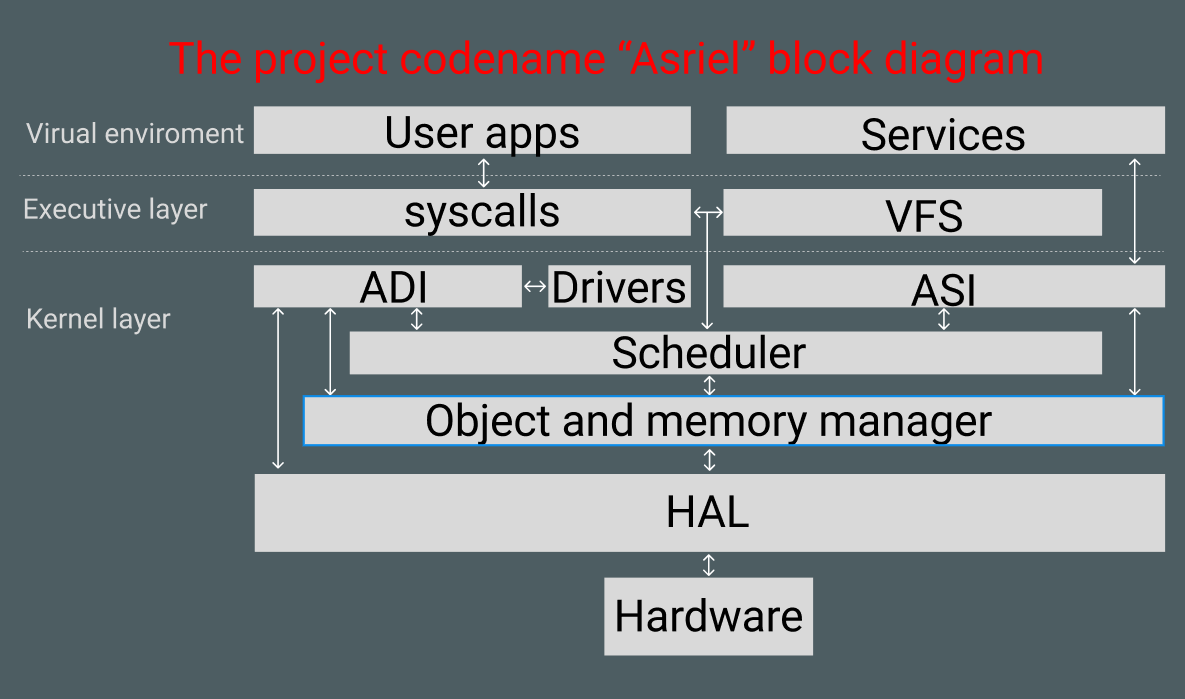 The project codename “Asriel” block diagram
Virual enviroment
User apps
Services
Executive layer
syscalls
VFS
Kernel layer
ADI
Drivers
ASI
Scheduler
Object and memory manager
HAL
Hardware